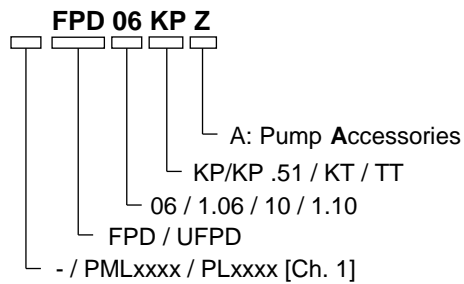 FPD 06 KP Z
A: Pump Accessories
KP/KP .51 / KT / TT
06 / 1.06 / 10 / 1.10
FPD / UFPD
- / PMLxxxx / PLxxxx [Ch. 1]